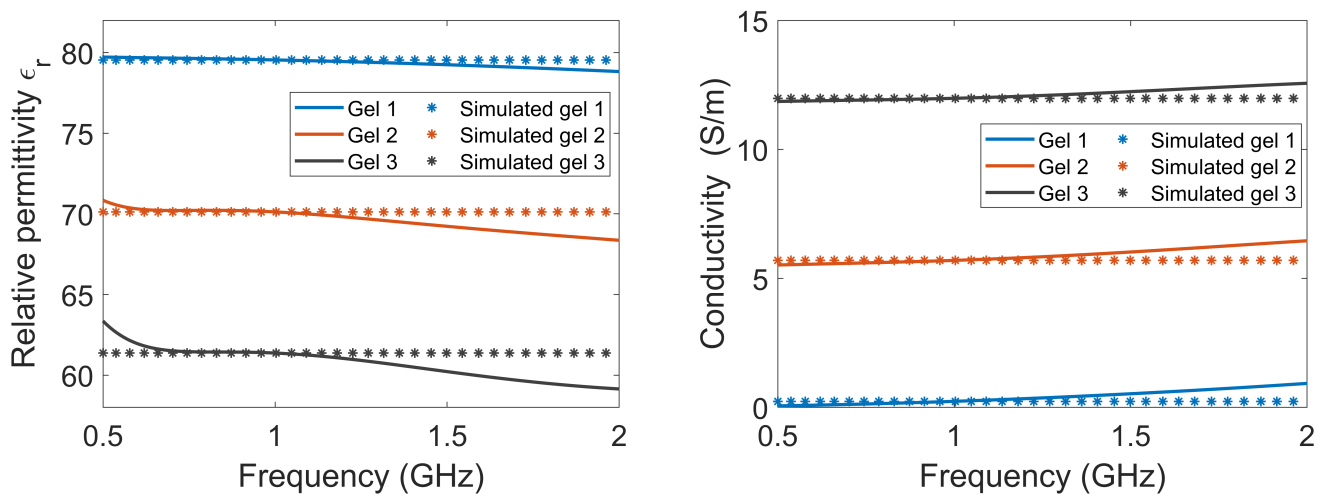 Relative permittivity ϵr
80
75
70
65
60
0.5 1 1.5 2
Frequency (GHz)
Gel 1 Simulated gel 1
Gel 2 Simulated gel 2
Gel 3 Simulated gel 3
Conductivity (S/m)
15
10
5
0
0.5 1 1.5 2
Frequency (GHz)
Gel 1 Simulated gel 1
Gel 2 Simulated gel 2
Gel 3 Simulated gel 3